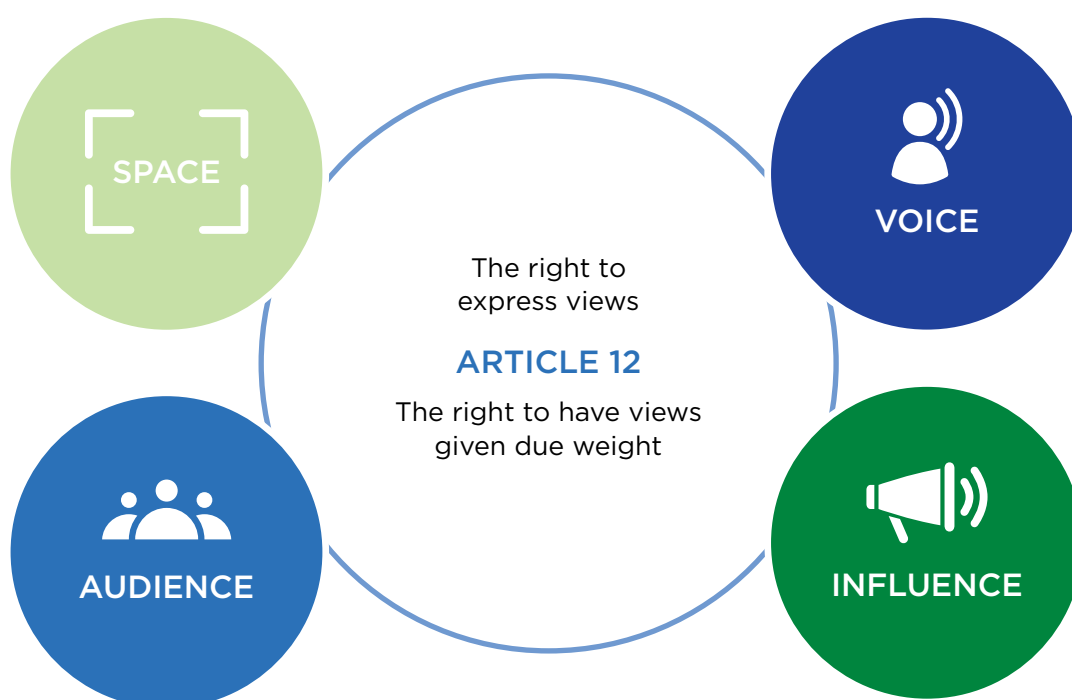 SPACE
VOICE
The right to
express views
ARTICLE 12
The right to have views
given due weight
AUDIENCE
INFLUENCE